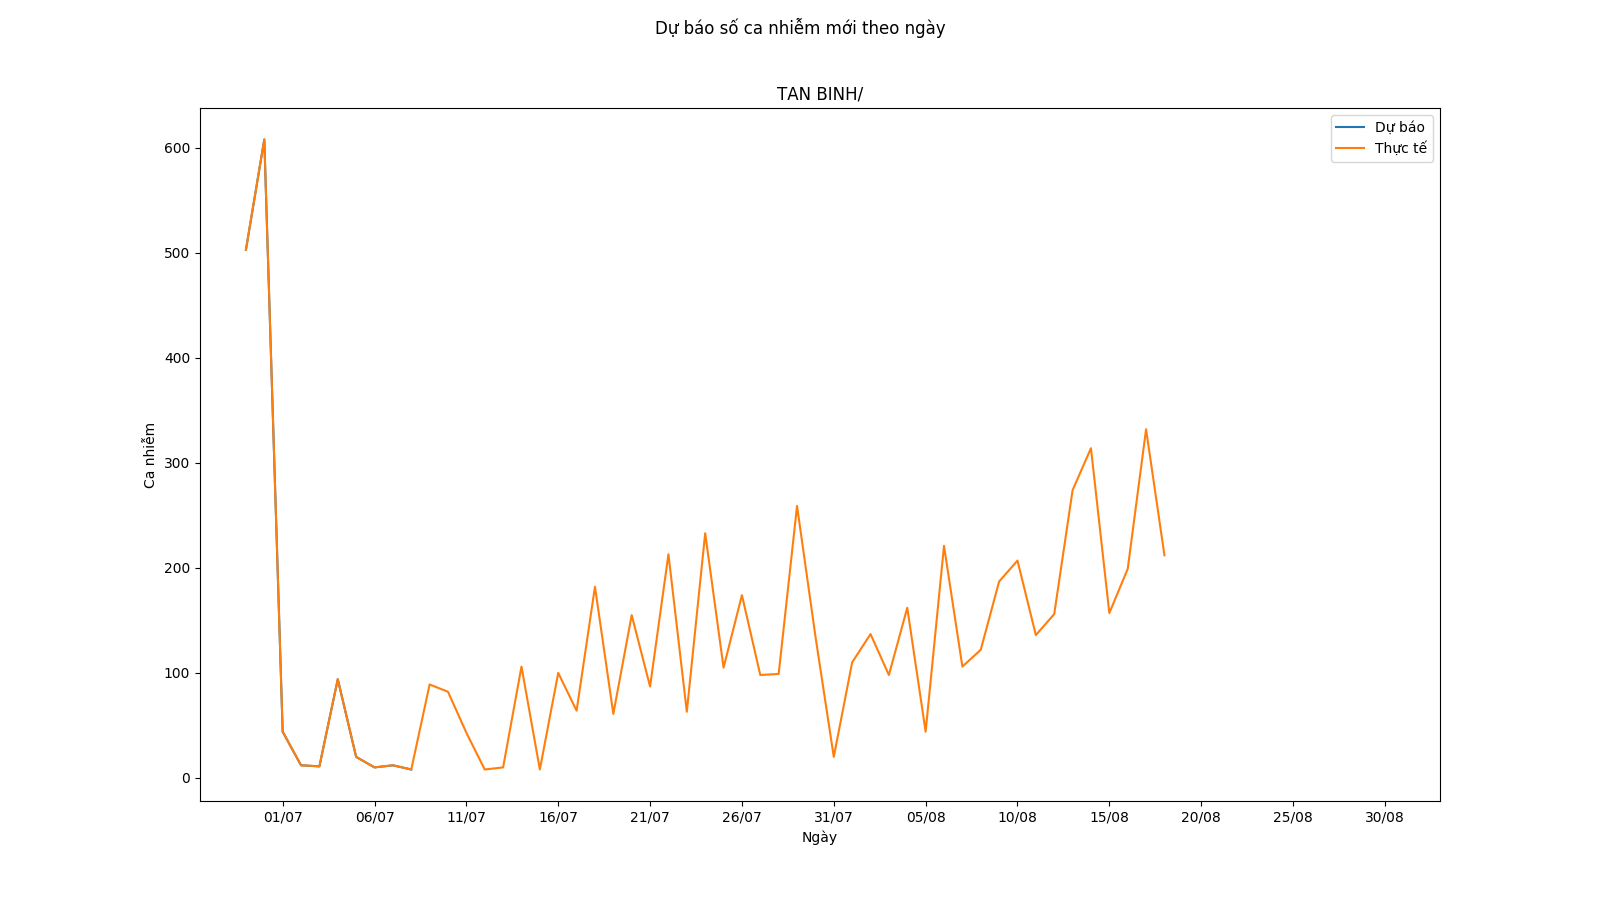 Dự báo số ca nhiễm mới theo ngày
TAN BINH/
Dự báo
Thực tế
600
500
400
300
200
100
0
Ca nhiễm
01/07 06/07 11/07 16/07 21/07 26/07 31/07 05/08 10/08 15/08 20/08 25/08 30/08
Ngày